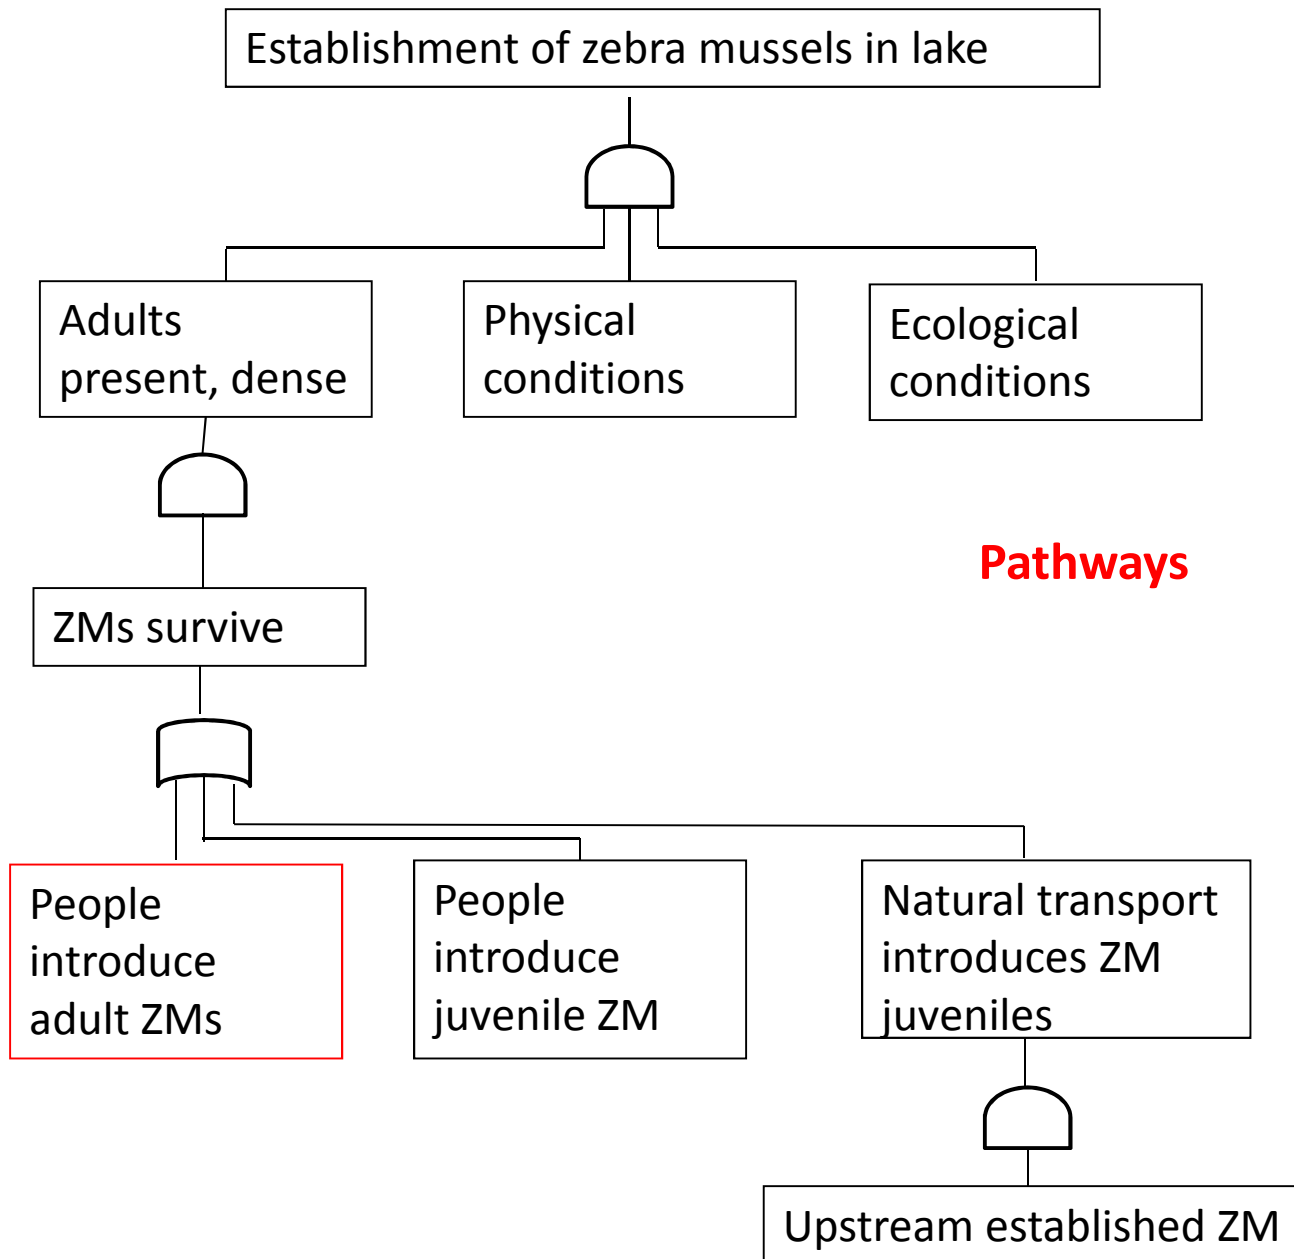 Establishment of zebra mussels in lake
Adults
present, dense
Physical
conditions
Ecological
conditions
Pathways
ZMs survive
People
introduce
adult ZMs
People
introduce
juvenile ZM
Natural transport
introduces ZM
juveniles
Upstream established ZM